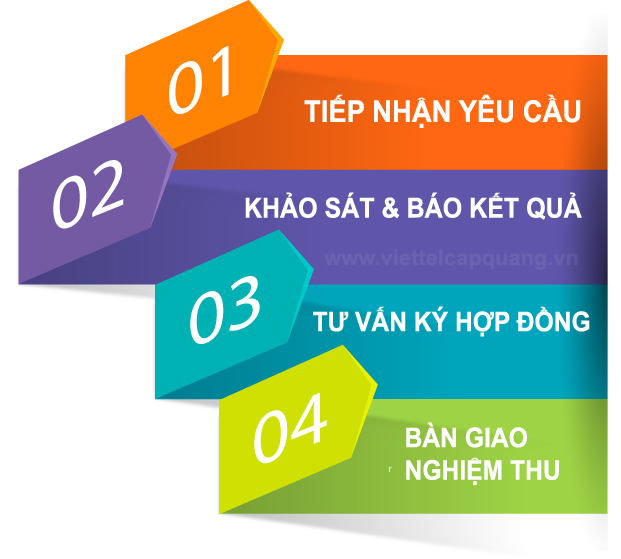 01
TIẾP NHẬN YÊU CẦU
02
KHẢO SÁT & BÁO KẾT QUẢ
www.viettelcapquang.vn
03
TƯ VẤN KÝ HỢP ĐỒNG
04
BÀN GIAO
NGHIỆM THU